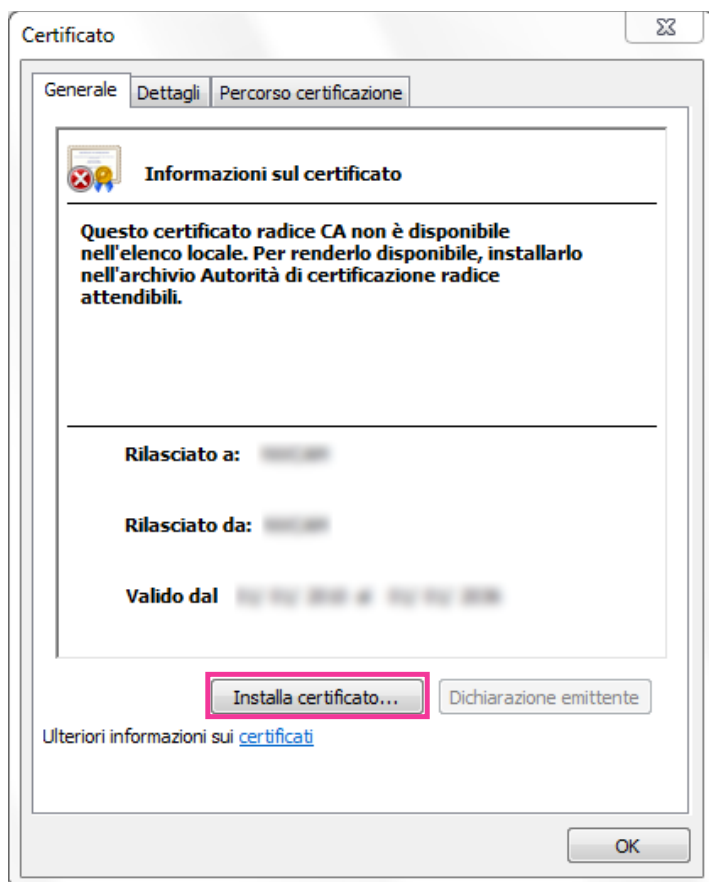 Certificato
Generale Dettagli Percorso certificazione
Informazioni sul certificato
Questo certificato radice CA non è disponibile
nell'elenco locale. Per renderlo disponibile, installarlo
nell'archivio Autorità di certificazione radice
attendibili.
Rilasciato a:
Rilasciato da:
Valido dal
Installa certificato... Dichiarazione emittente
Ulteriori informazioni sui certificati
OK